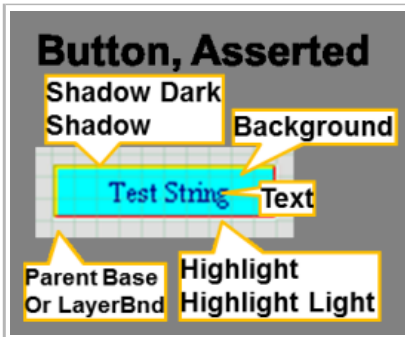 Button, Asserted
Shadow Dark
Shadow
Background
Test String
Text
Parent Base
Or LayerBnd
Highlight
Highlight Light